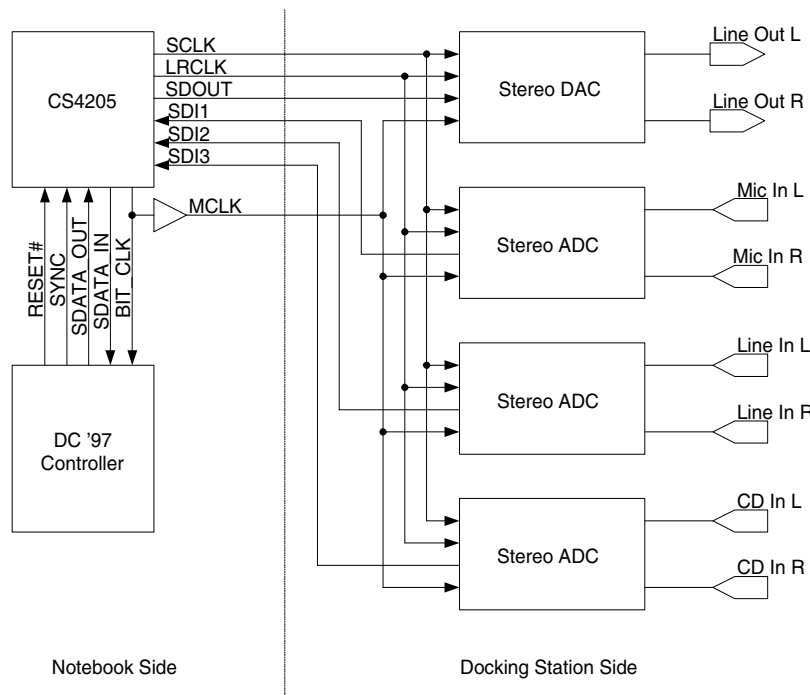 CS4205
SCLK
LRCLK
SDOUT
SDI1
SDI2
SDI3
MCLK
RESET#
SYNC
SDATA_OUT
SDATA_IN
BIT_CLK
DC '97
Controller
Notebook Side
Stereo DAC
Line Out L
Line Out R
Stereo ADC
Mic In L
Mic In R
Stereo ADC
Line In L
Line In R
Stereo ADC
CD In L
CD In R
Docking Station Side